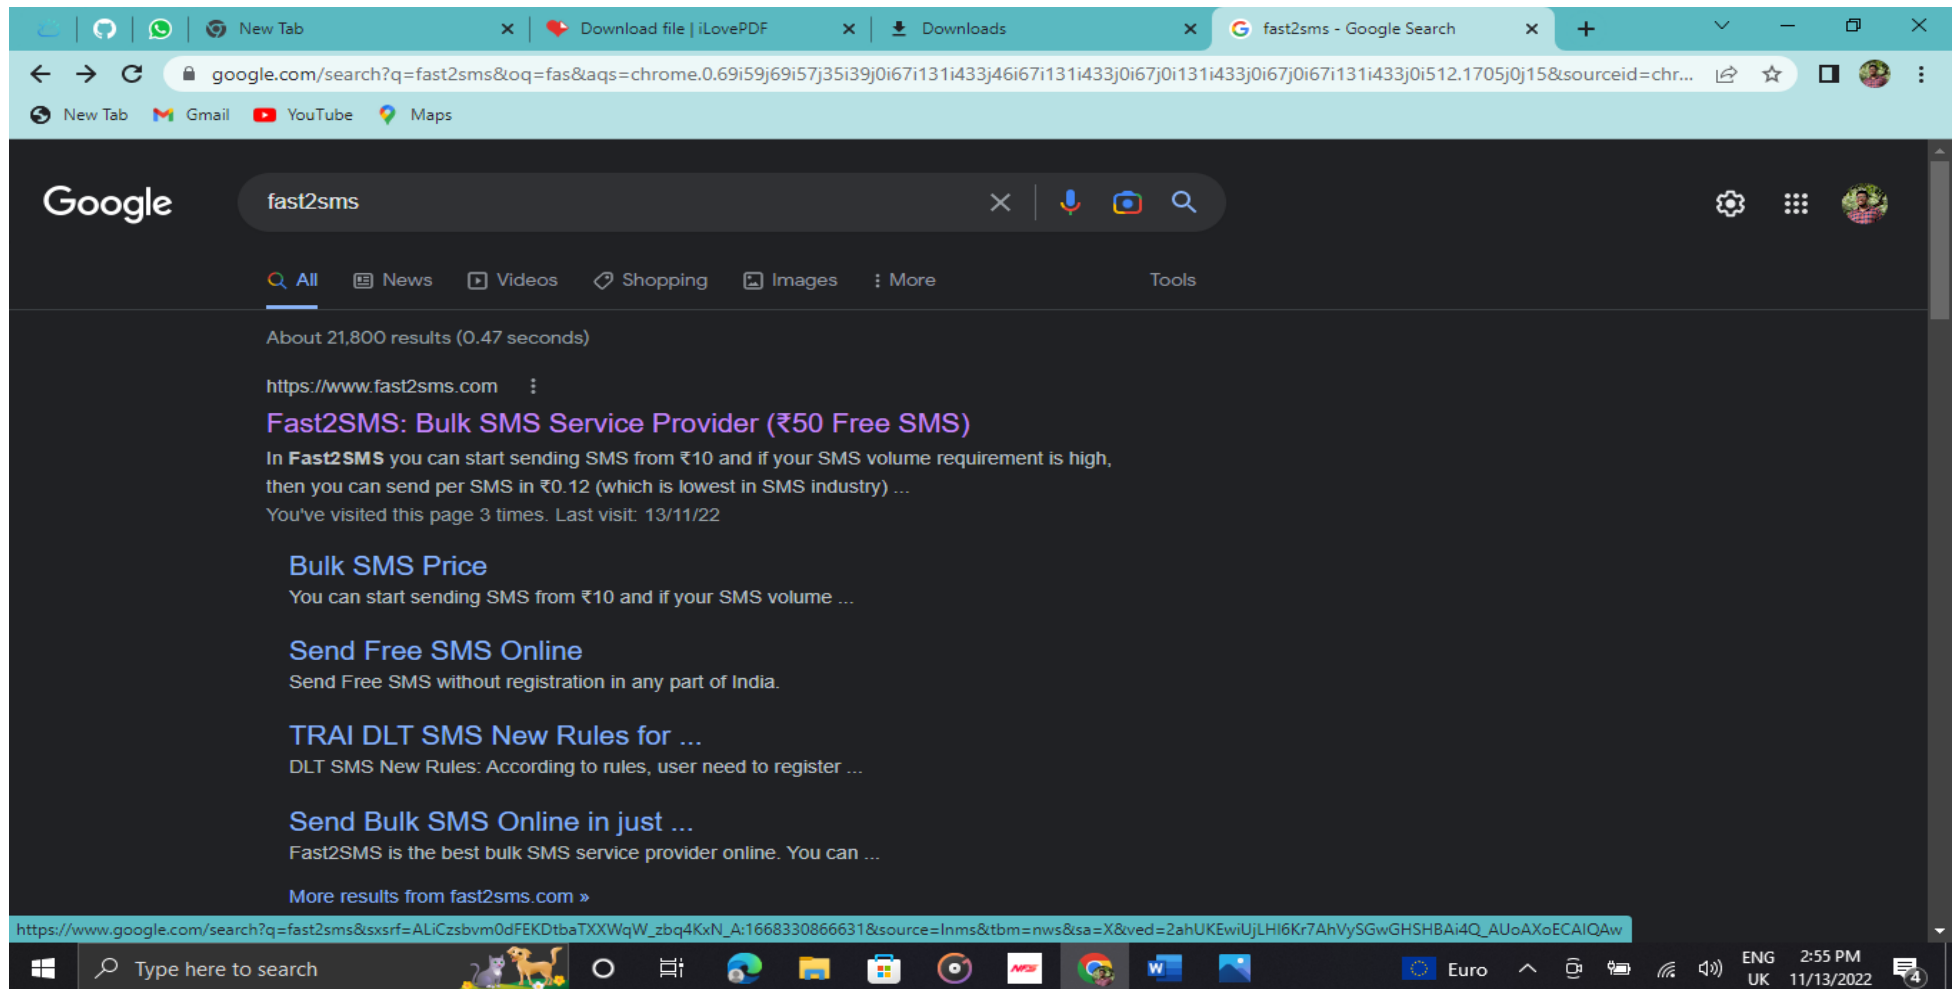 New Tab
Download file | iLovePDF
Downloads
fast2sms - Google Search
google.com/search?q=fast2sms&oq=fas&aqs=chrome.0.69i59j69i57j35i39j0i67i131i433j46i67i131i433j0i67j0i131i433j0i67j0i67i131i433j0i512.1705j0j15&sourceid=chr...
New Tab
Gmail
YouTube
Maps
Google
fast2sms
All
News
Videos
Shopping
Images
More
Tools
About 21,800 results (0.47 seconds)
https://www.fast2sms.com
Fast2SMS: Bulk SMS Service Provider (₹50 Free SMS)
In Fast2SMS you can start sending SMS from ₹10 and if your SMS volume requirement is high,
then you can send per SMS in ₹0.12 (which is lowest in SMS industry) ...
You've visited this page 3 times. Last visit: 13/11/22
Bulk SMS Price
You can start sending SMS from ₹10 and if your SMS volume ...
Send Free SMS Online
Send Free SMS without registration in any part of India.
TRAI DLT SMS New Rules for ...
DLT SMS New Rules: According to rules, user need to register ...
Send Bulk SMS Online in just ...
Fast2SMS is the best bulk SMS service provider online. You can ...
More results from fast2sms.com »
https://www.google.com/search?q=fast2sms&sxsrf=ALiCzsbvm0dFEKDtbaTXXWqW_zbq4KxN_A:1668330866631&source=lnms&tbm=nws&sa=X&ved=2ahUKEwiUjLHI6Kr7AhVySGwGHSHBAi4Q_AUoAXoECAIQAw
Type here to search
NFS
W
Euro
ENG
UK
2:55 PM
11/13/2022
4